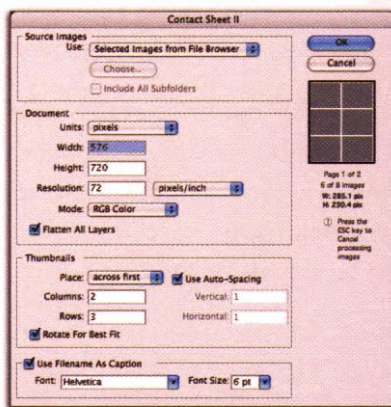 Contact Sheet II
Source Images
Use: Selected Images from File Browser
Choose...
Include All Subfolders
OK
Cancel
Document
Units: pixels
Width: 576
Height: 720
Resolution: 72 pixels/inch
Mode: RGB Color
Flatten All Layers
Page 1 of 2
6 of 8 images
W: 285.1 pix
H: 230.4 pix
Press the
ESC key to
Cancel
processing
images
Thumbnails
Place: across first Use Auto-Spacing
Columns: 2 Vertical: 1
Rows: 3 Horizontal: 1
Rotate For Best Fit
Use Filename As Caption
Font: Helvetica Font Size: 6 pt